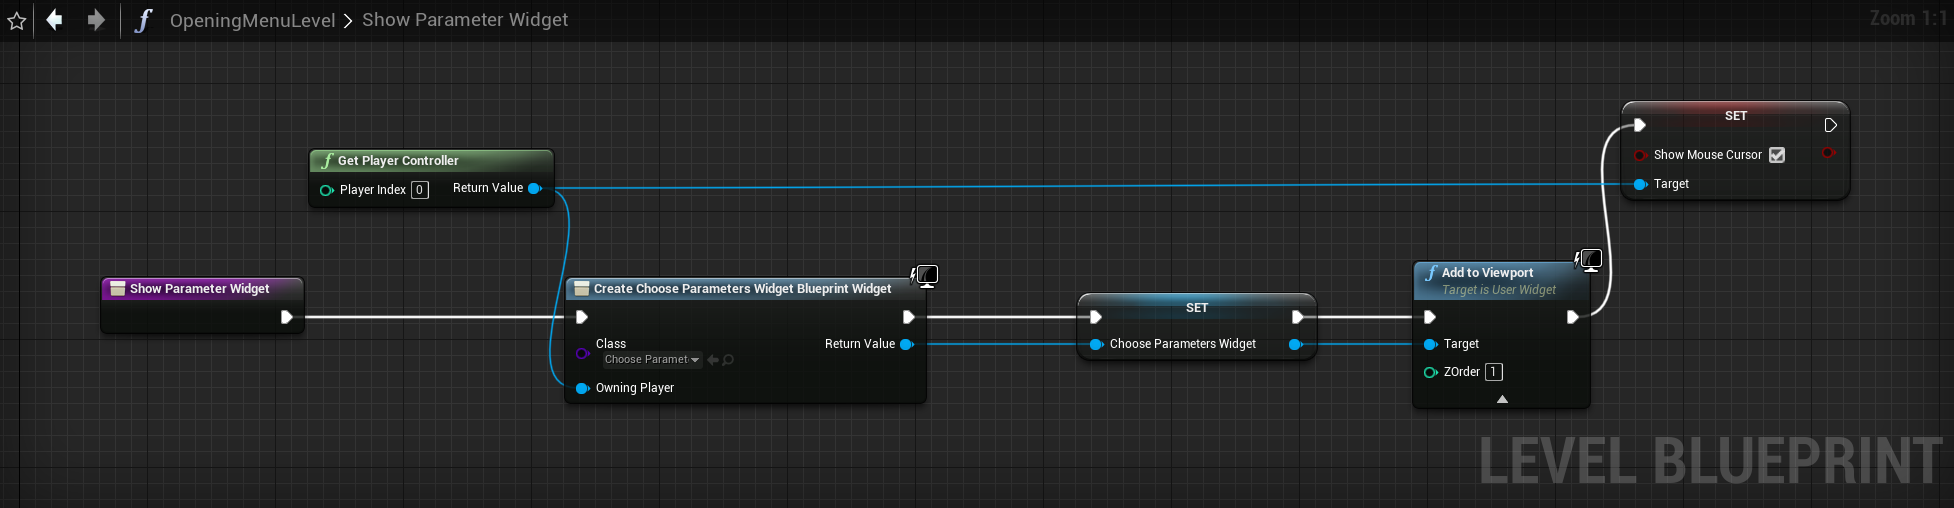 OpeningMenuLevel > Show Parameter Widget
Zoom 1:1
SET
Show Mouse Cursor
Target
f Get Player Controller
Player Index 0
Return Value
Show Parameter Widget
Create Choose Parameters Widget Blueprint Widget
Class
Choose Paramet
Return Value
Owning Player
SET
Choose Parameters Widget
f Add to Viewport
Target is User Widget
Target
ZOrder 1
LEVEL BLUEPRINT